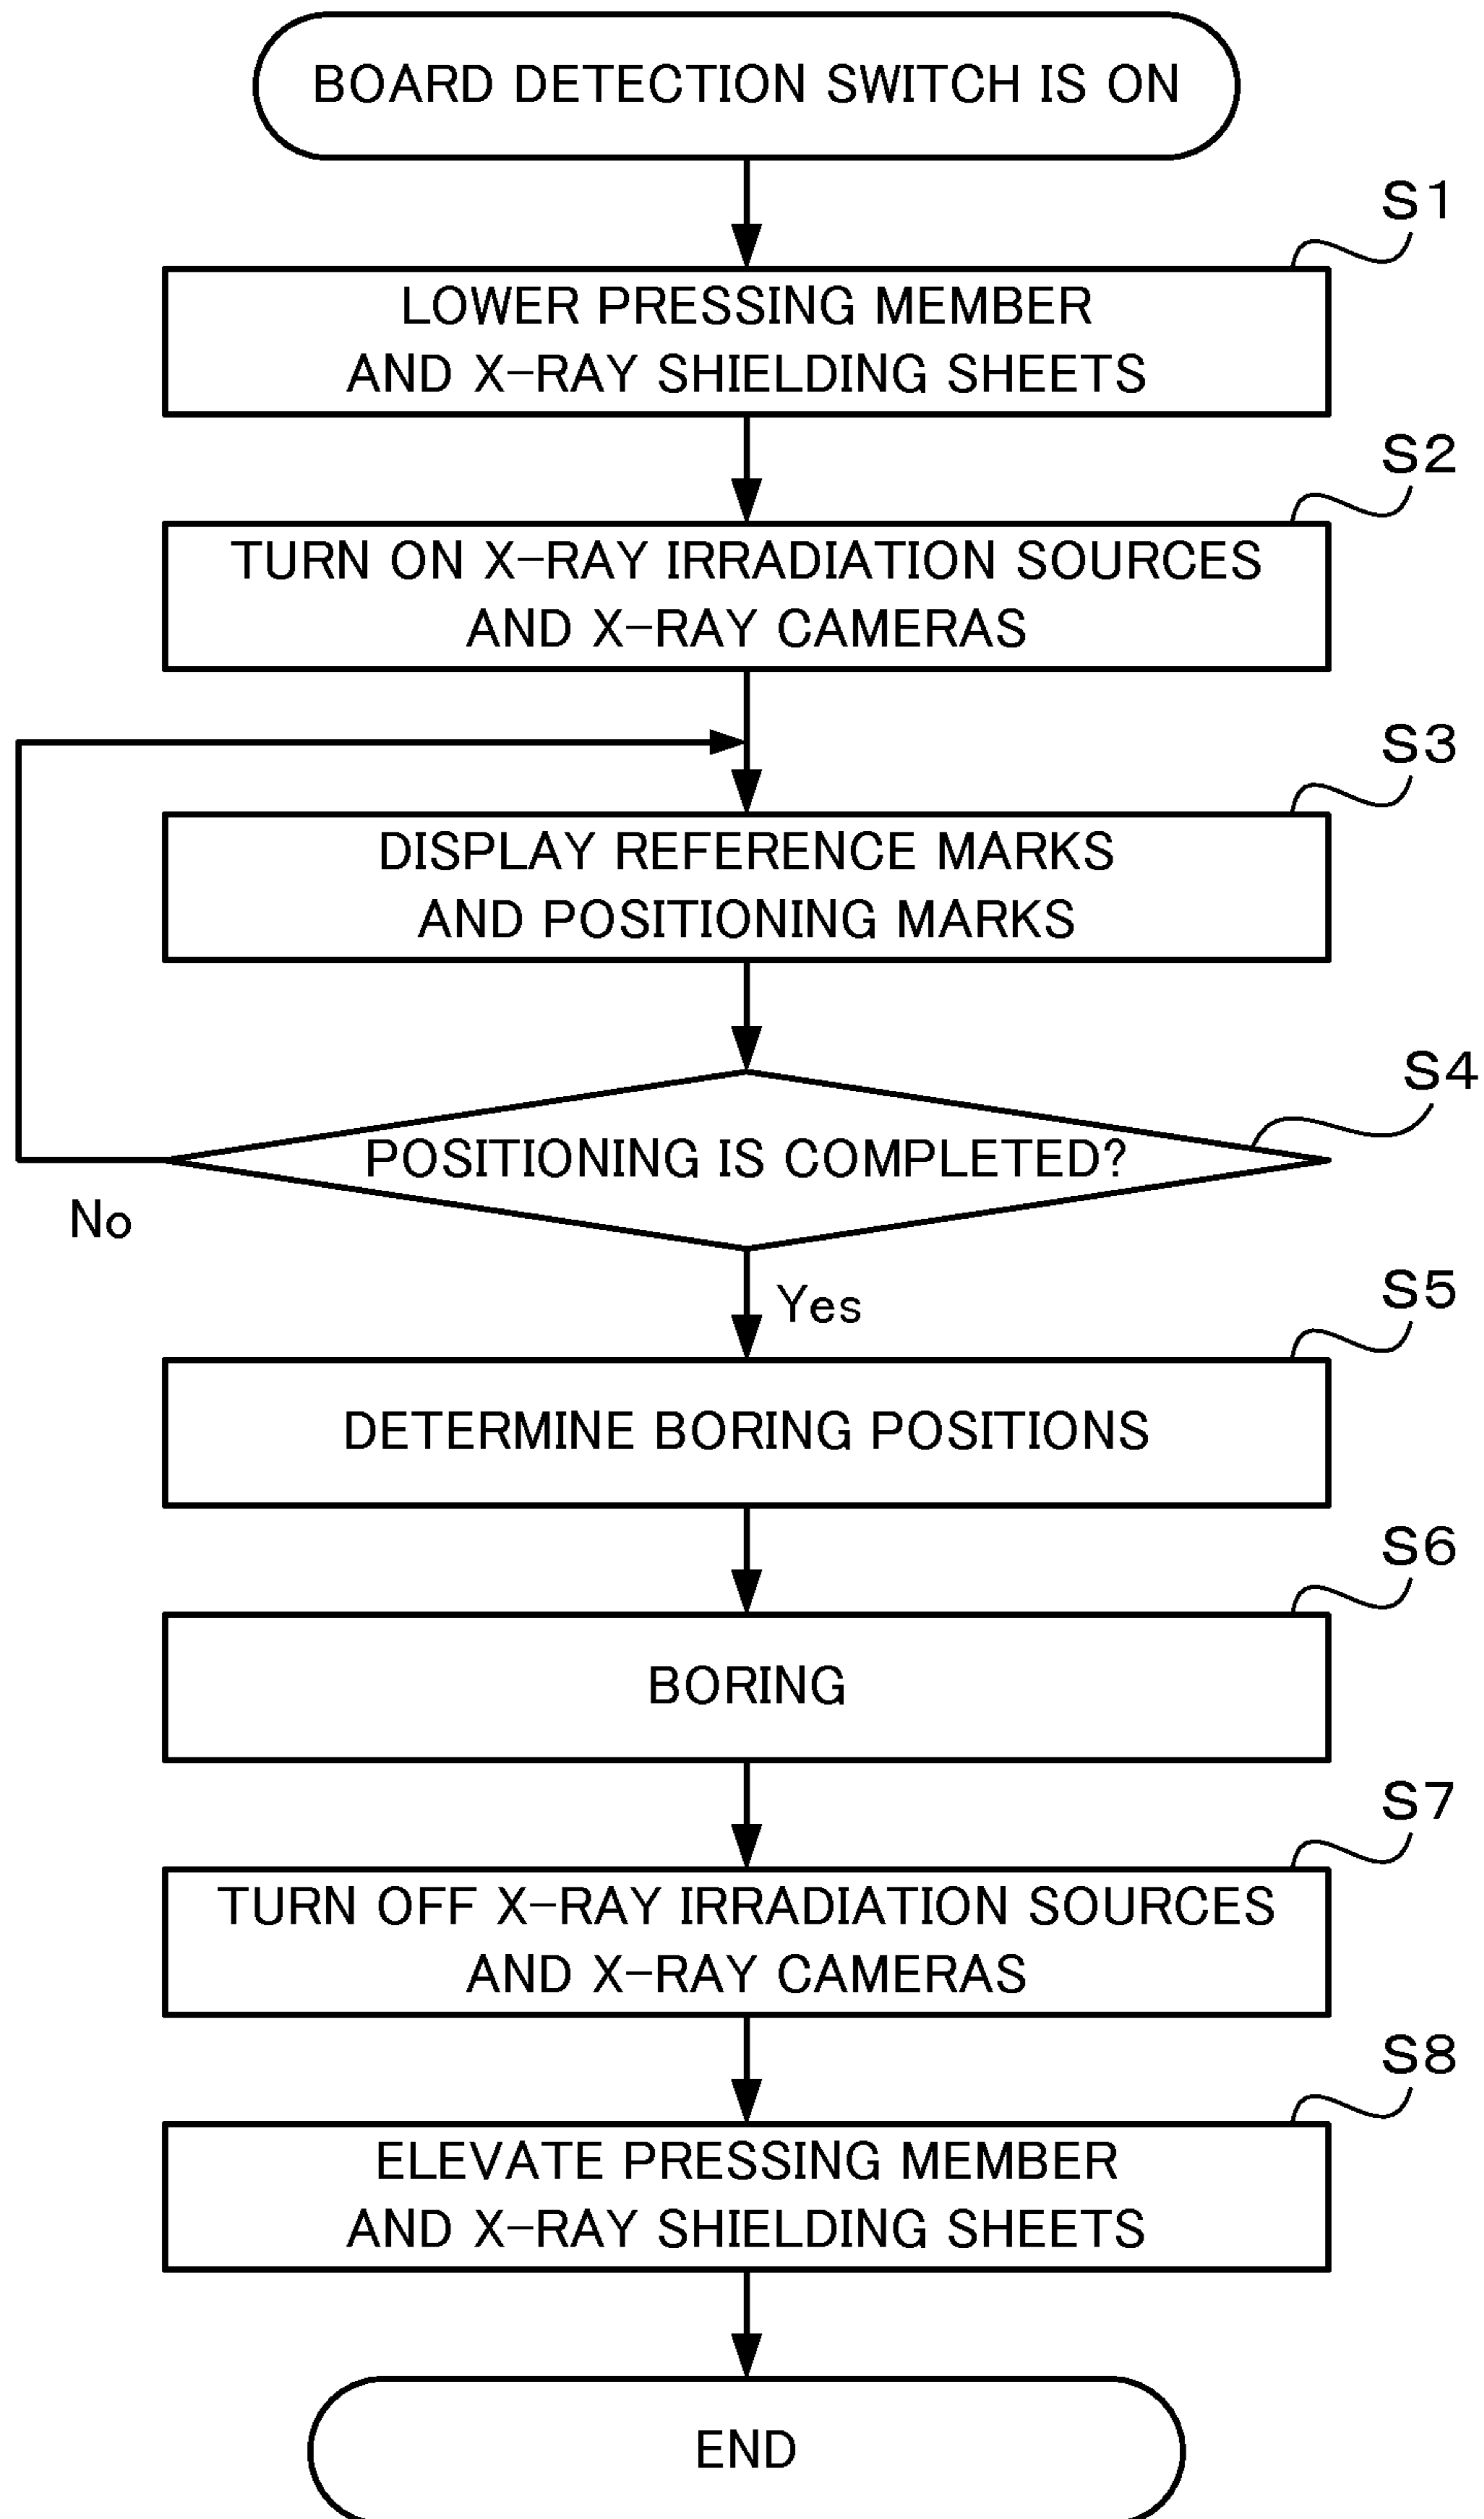 BOARD DETECTION SWITCH IS ON
S1
LOWER PRESSING MEMBER
AND X-RAY SHIELDING SHEETS
S2
TURN ON X-RAY IRRADIATION SOURCES
AND X-RAY CAMERAS
S3
DISPLAY REFERENCE MARKS
AND POSITIONING MARKS
S4
POSITIONING IS COMPLETED?
No
Yes
S5
DETERMINE BORING POSITIONS
S6
BORING
S7
TURN OFF X-RAY IRRADIATION SOURCES
AND X-RAY CAMERAS
S8
ELEVATE PRESSING MEMBER
AND X-RAY SHIELDING SHEETS
END